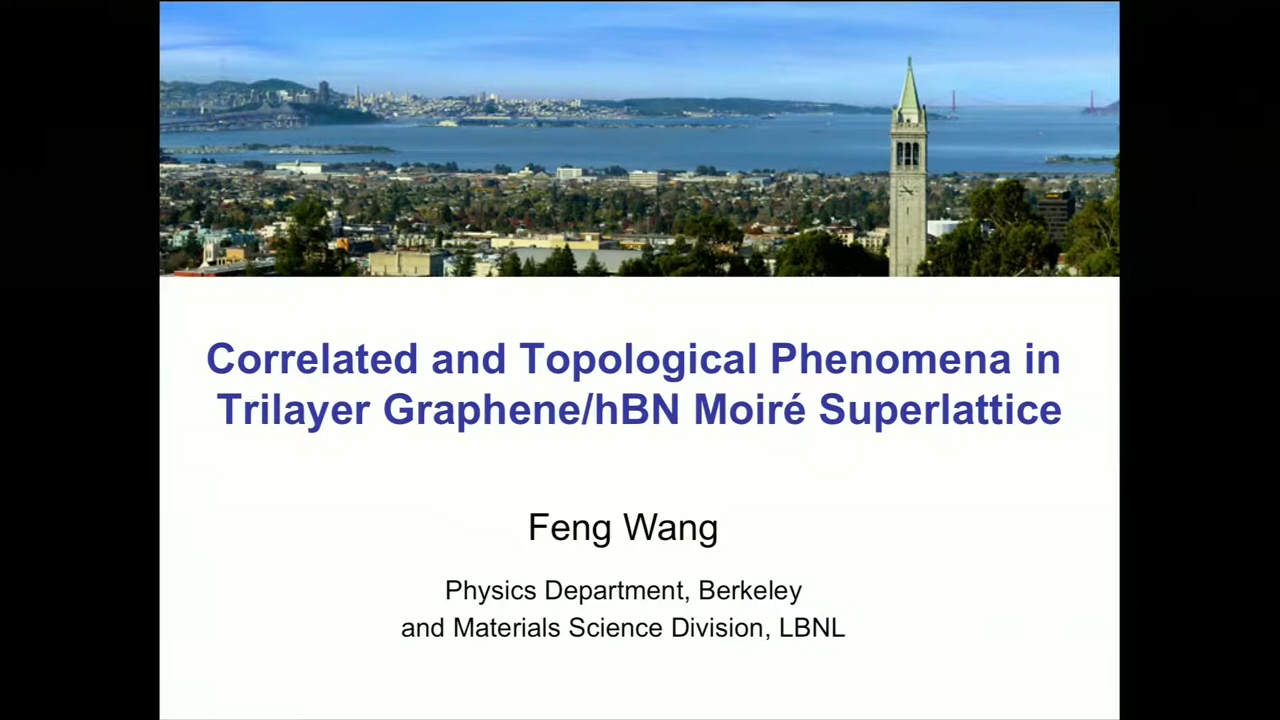 Correlated and Topological Phenomena in
Trilayer Graphene/hBN Moiré Superlattice
Feng Wang
Physics Department, Berkeley
and Materials Science Division, LBNL